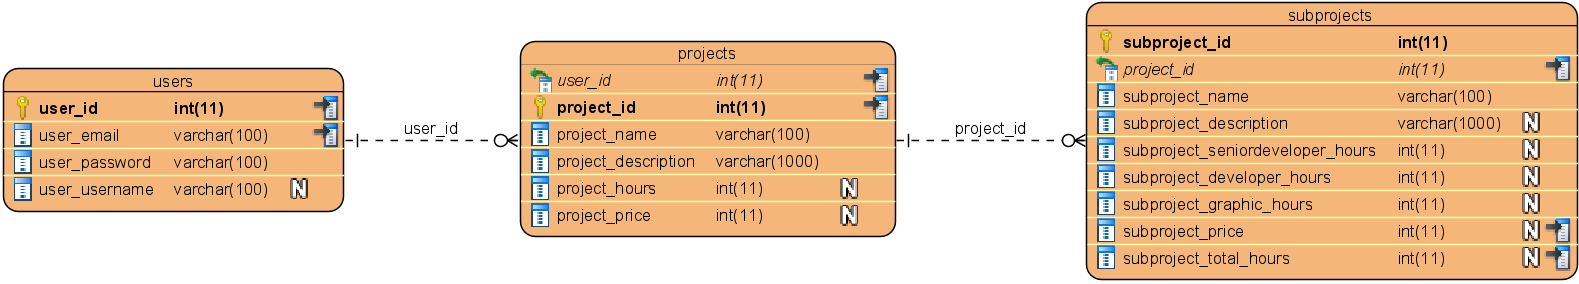 users
user_id int(11)
user_email varchar(100)
user_password varchar(100)
user_username varchar(100) N
user_id
projects
user_id int(11)
project_id int(11)
project_name varchar(100)
project_description varchar(1000)
project_hours int(11) N
project_price int(11) N
project_id
subprojects
subproject_id int(11)
project_id int(11)
subproject_name varchar(100)
subproject_description varchar(1000) N
subproject_seniordeveloper_hours int(11) N
subproject_developer_hours int(11) N
subproject_graphic_hours int(11) N
subproject_price int(11) N
subproject_total_hours int(11) N